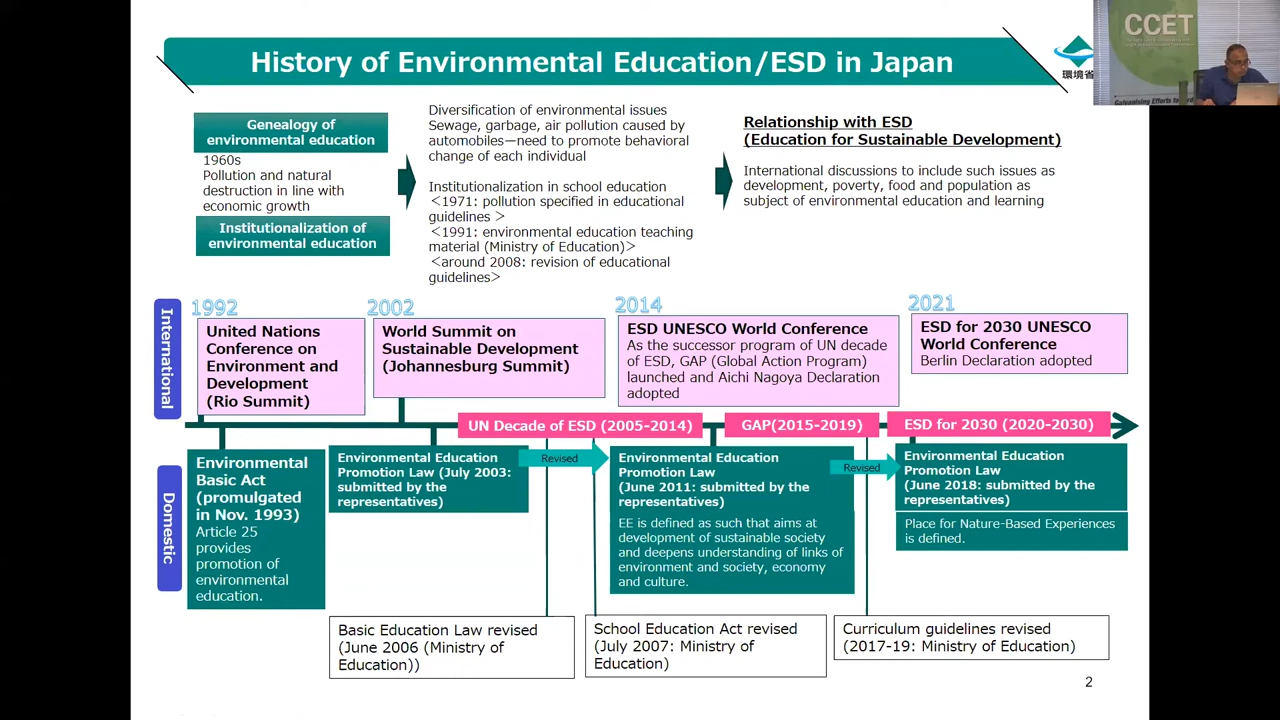 History of Environmental Education/ESD in Japan
環境省
CCET
Genealogy of
environmental education
1960s
Pollution and natural
destruction in line with
economic growth
Institutionalization of
environmental education
Diversification of environmental issues
Sewage, garbage, air pollution caused by
automobiles—need to promote behavioral
change of each individual
Institutionalization in school education
<1971: pollution specified in educational
guidelines >
<1991: environmental education teaching
material (Ministry of Education)>
<around 2008: revision of educational
guidelines>
Relationship with ESD
(Education for Sustainable Development)
International discussions to include such issues as
development, poverty, food and population as
subject of environmental education and learning
International
1992
United Nations
Conference on
Environment and
Development
(Rio Summit)
2002
World Summit on
Sustainable Development
(Johannesburg Summit)
2014
ESD UNESCO World Conference
As the successor program of UN decade
of ESD, GAP (Global Action Program)
launched and Aichi Nagoya Declaration
adopted
2021
ESD for 2030 UNESCO
World Conference
Berlin Declaration adopted
UN Decade of ESD (2005-2014)
GAP(2015-2019)
ESD for 2030 (2020-2030)
Domestic
Environmental
Basic Act
(promulgated
in Nov. 1993)
Article 25
provides
promotion of
environmental
education.
Environmental Education
Promotion Law (July 2003:
submitted by the
representatives)
Revised
Environmental Education
Promotion Law
(June 2011: submitted by the
representatives)
EE is defined as such that aims at
development of sustainable society
and deepens understanding of links of
environment and society, economy
and culture.
Revised
Environmental Education
Promotion Law
(June 2018: submitted by the
representatives)
Place for Nature-Based Experiences
is defined.
Basic Education Law revised
(June 2006 (Ministry of
Education))
School Education Act revised
(July 2007: Ministry of
Education)
Curriculum guidelines revised
(2017-19: Ministry of Education)
2